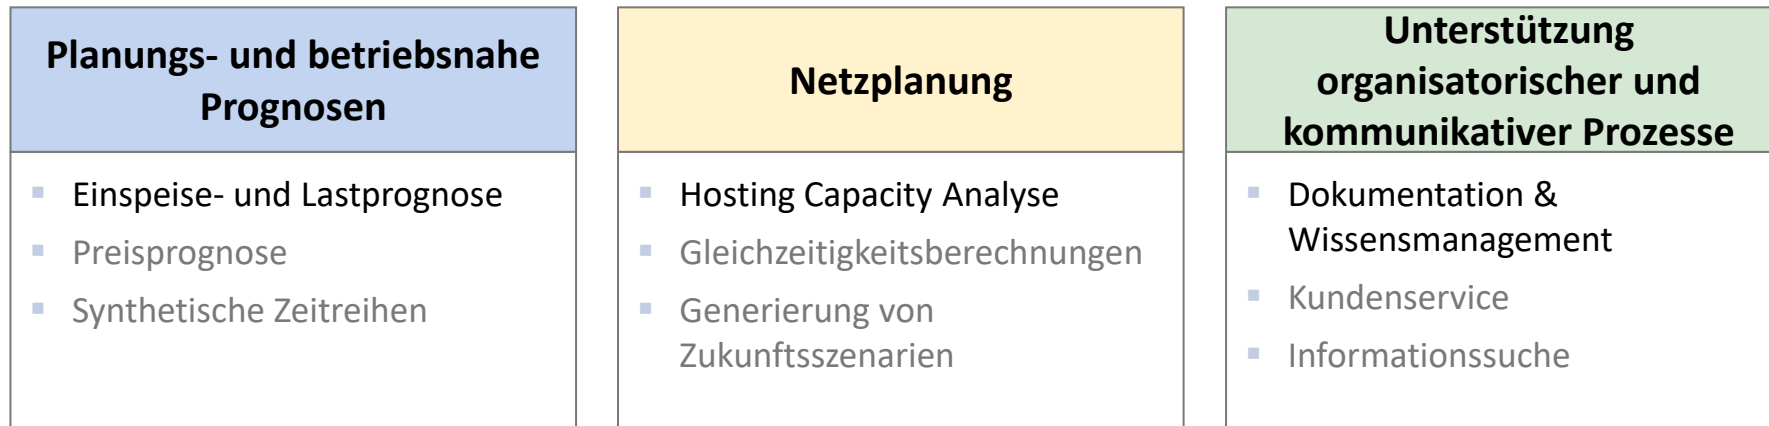 Planungs- und betriebsnahe
Prognosen
Einspeise- und Lastprognose
Preisprognose
Synthetische Zeitreihen
Netzplanung
Hosting Capacity Analyse
Gleichzeitigkeitsberechnungen
Generierung von
Zukunftsszenarien
Unterstützung
organisatorischer und
kommunikativer Prozesse
Dokumentation &
Wissensmanagement
Kundenservice
Informationssuche